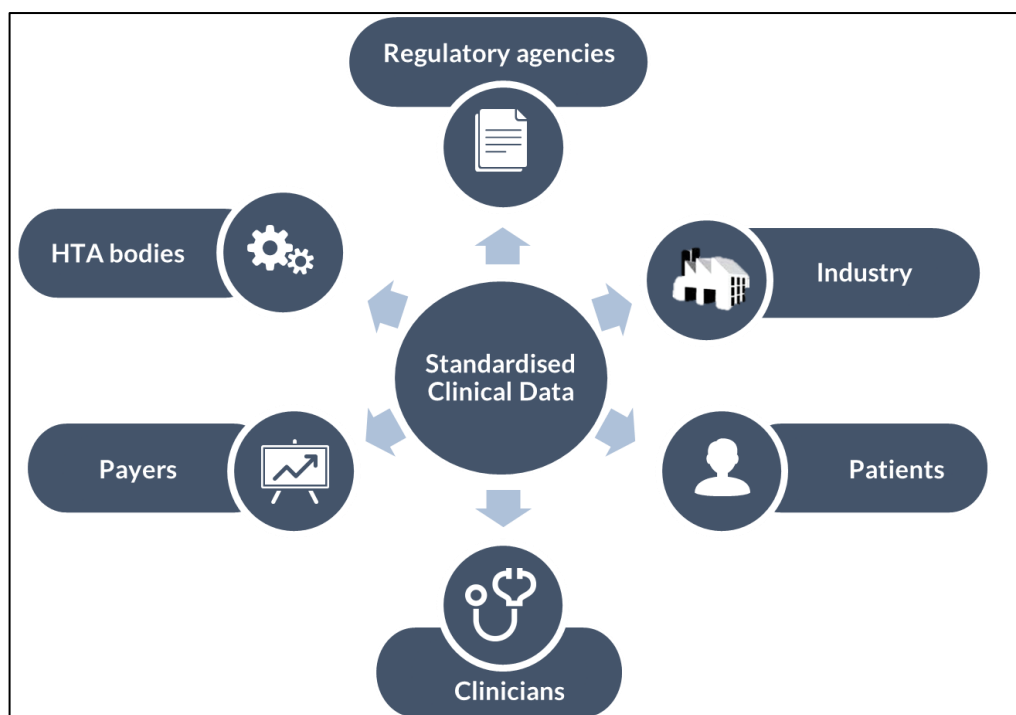 Regulatory agencies
HTA bodies
Industry
Standardised
Clinical Data
Payers
Patients
Clinicians